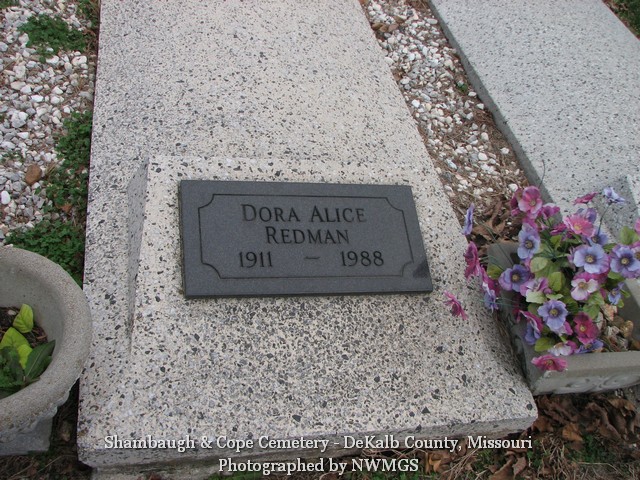 DORA ALICE
REDMAN
1911 — 1988
Shambaugh & Cope Cemetery - DeKalb County, Missouri
Photographed by NWMGS